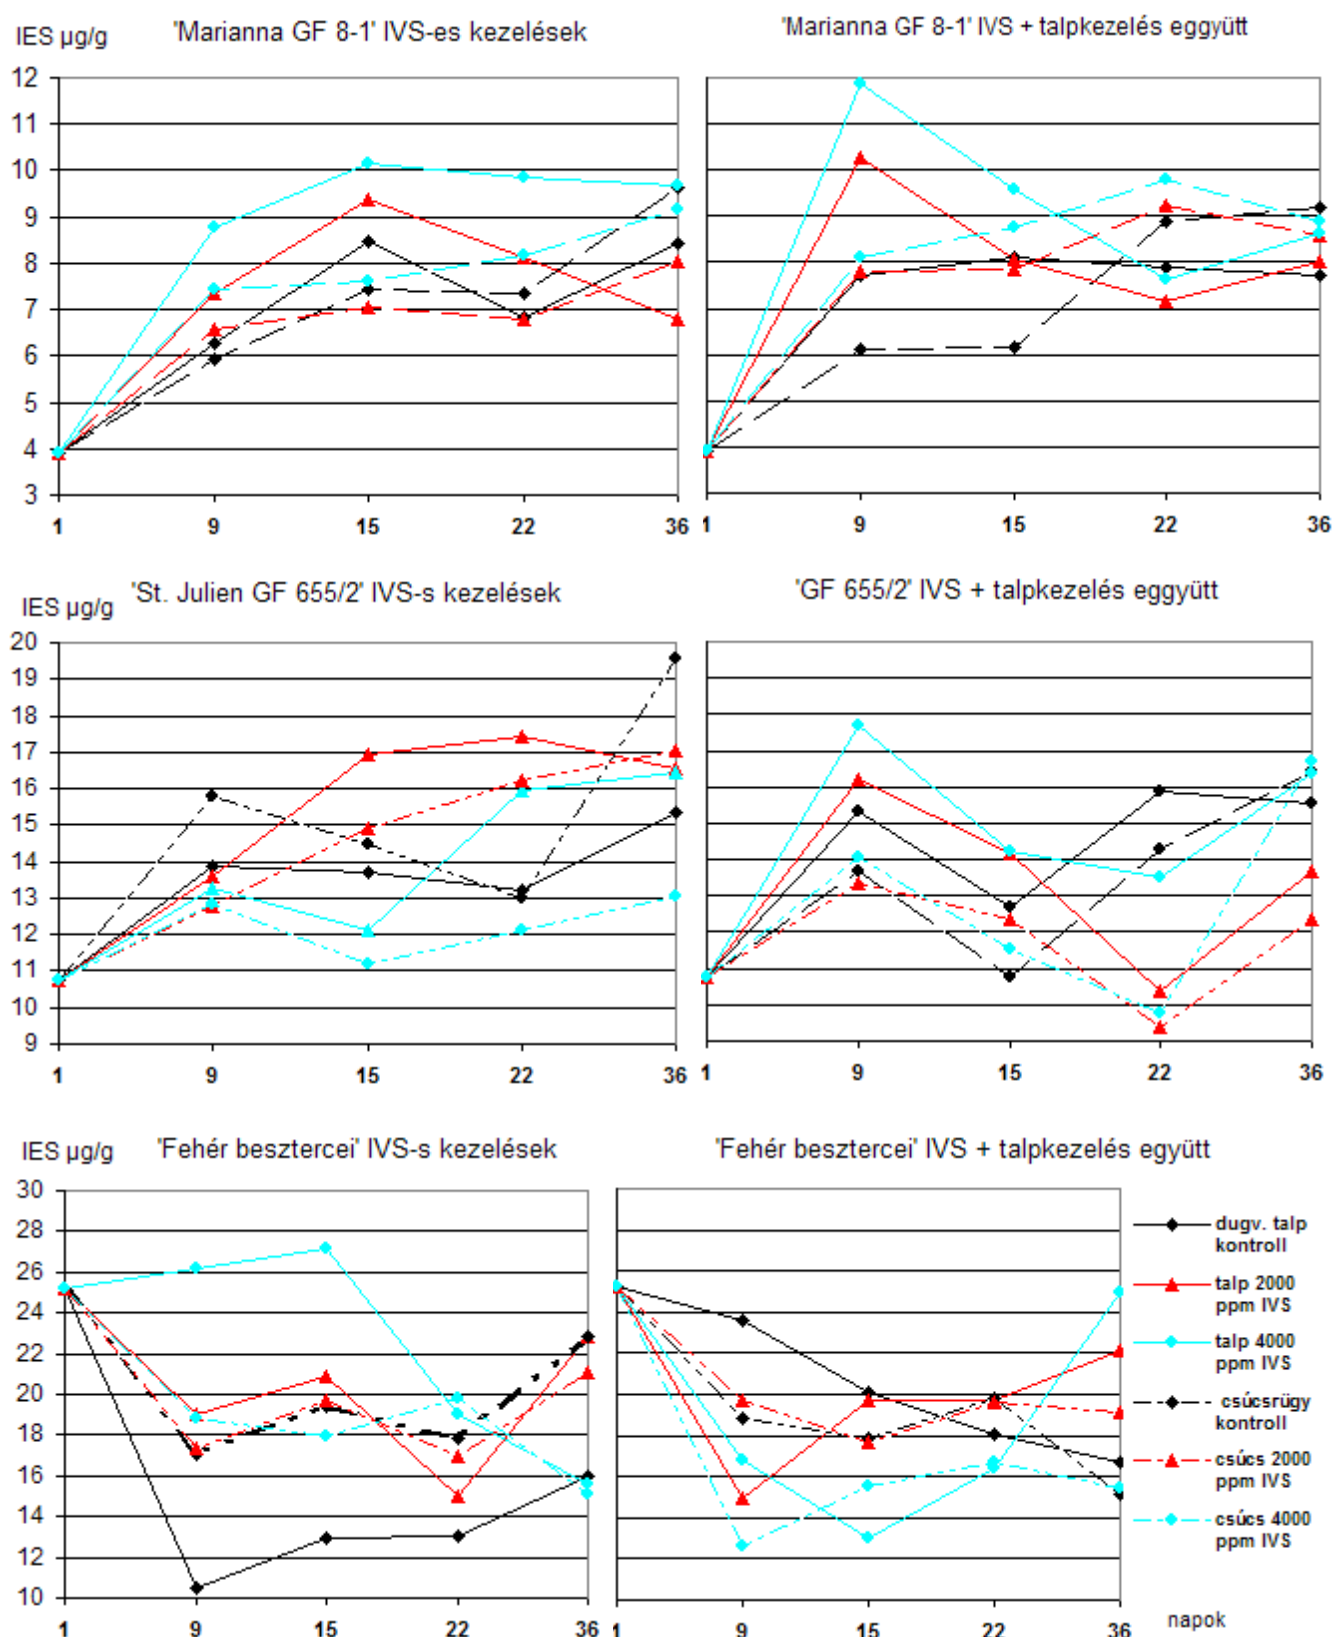 IES µg/g
'Marianna GF 8-1' IVS-es kezelések
'Marianna GF 8-1' IVS + talpkezelés eggyütt
12
11
10
9
8
7
6
5
4
3
1 9 15 22 36
1 9 15 22 36
IES µg/g
'St. Julien GF 655/2' IVS-s kezelések
'GF 655/2' IVS + talpkezelés eggyütt
20
19
18
17
16
15
14
13
12
11
10
9
1 9 15 22 36
1 9 15 22 36
IES µg/g
'Fehér besztercei' IVS-s kezelések
'Fehér besztercei' IVS + talpkezelés együtt
30
28
26
24
22
20
18
16
14
12
10
1 9 15 22 36
1 9 15 22 36
napok
dugv. talp
kontroll
talp 2000
ppm IVS
talp 4000
ppm IVS
csúcsrügy
kontroll
csúcs 2000
ppm IVS
csúcs 4000
ppm IVS